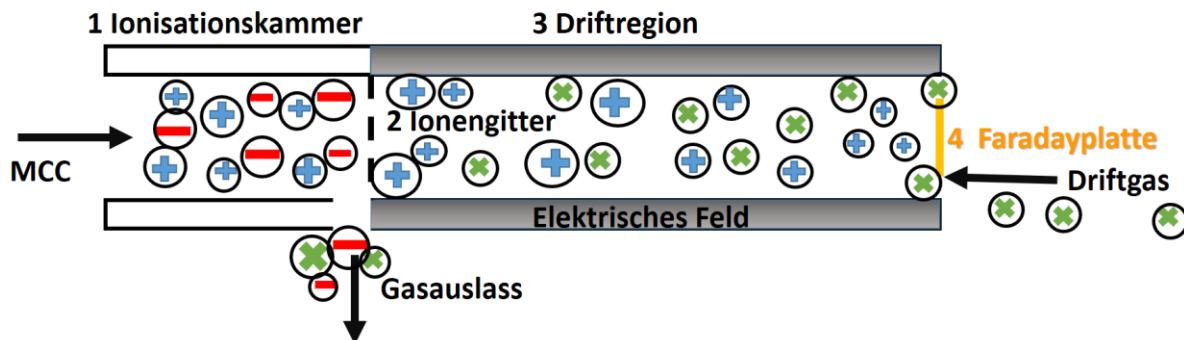 1 Ionisationskammer
3 Driftregion
2 Ionengitter
MCC
4 Faradayplatte
Driftgas
Elektrisches Feld
Gasauslass